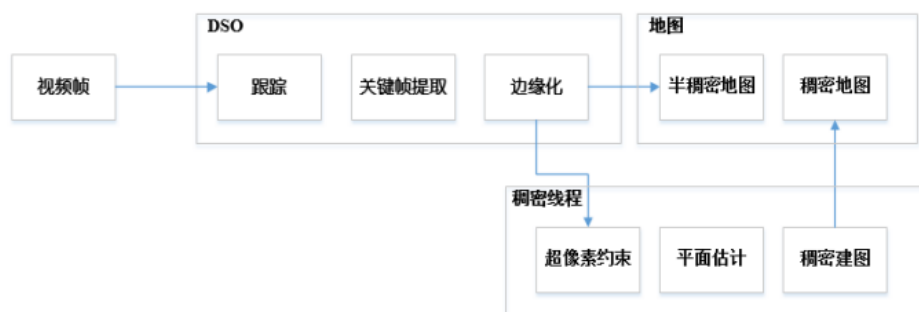 DSO
地图
视频帧
跟踪
关键帧提取
边缘化
半稠密地图
稠密地图
稠密线程
超像素约束
平面估计
稠密建图